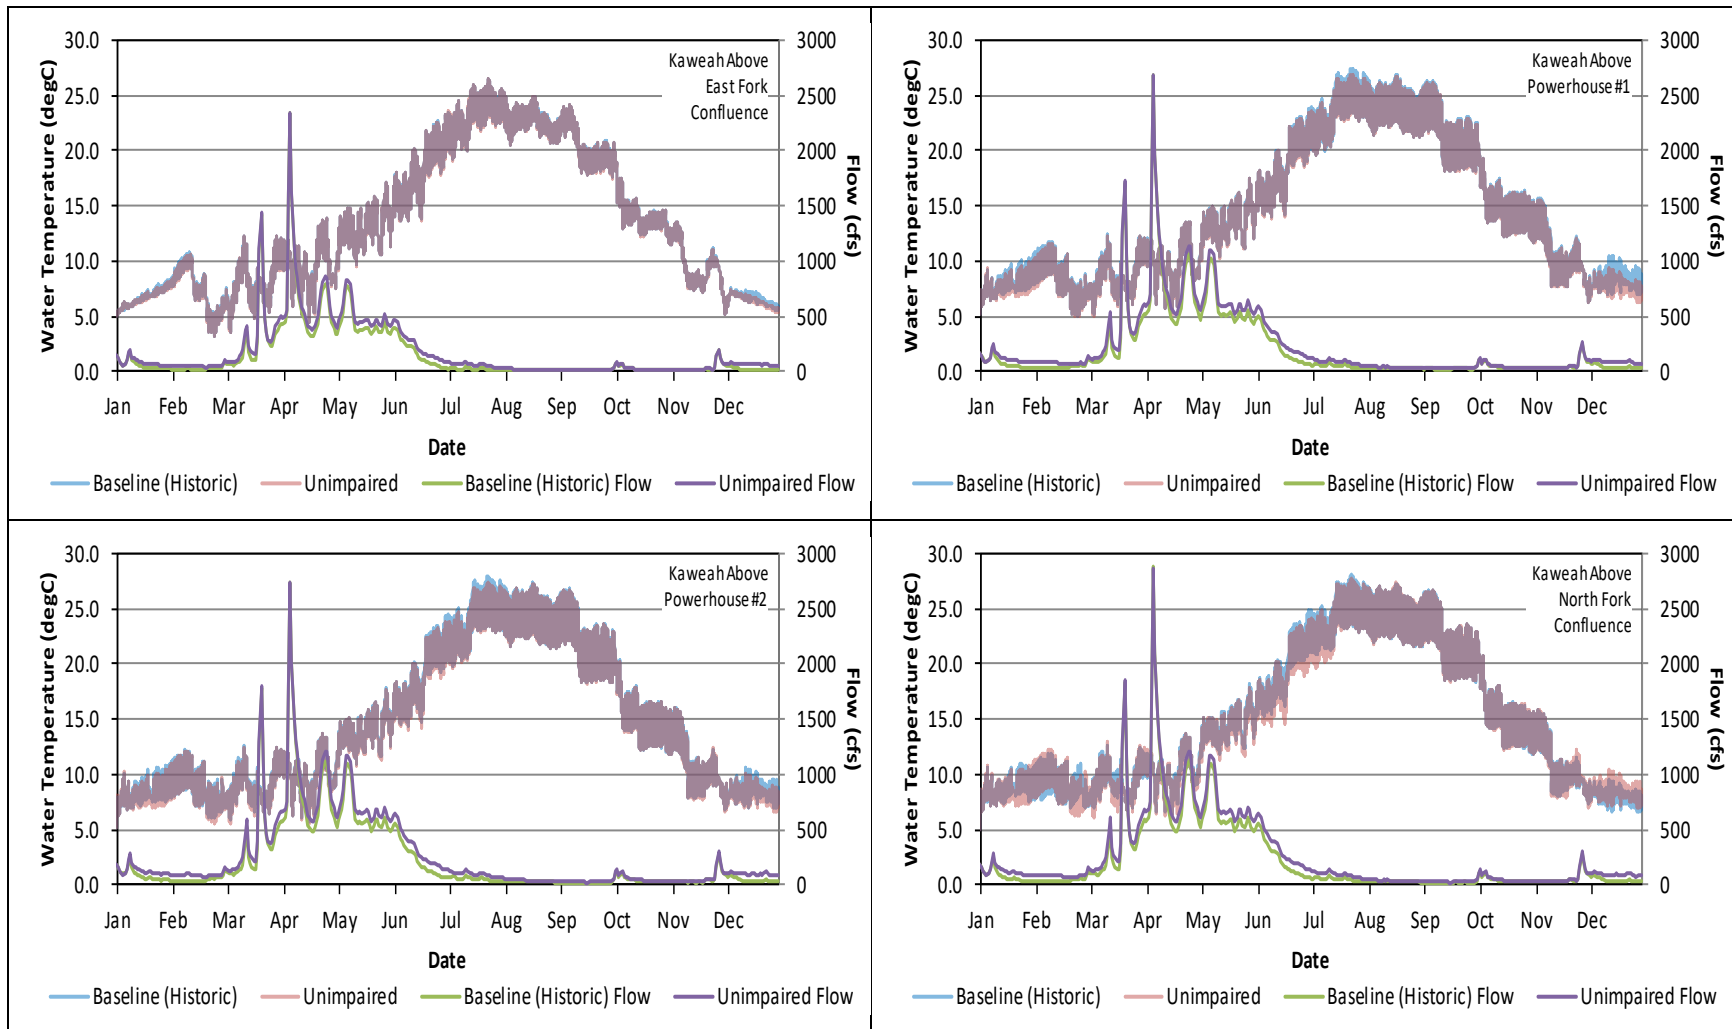 30.0
25.0
20.0
15.0
10.0
5.0
0.0
Water Temperature (degC)
3000
2500
2000
1500
1000
500
0
Flow (cfs)
Kaweah Above
East Fork
Confluence
Jan Feb Mar Apr May Jun Jul Aug Sep Oct Nov Dec
Date
Baseline (Historic) Unimpaired Baseline (Historic) Flow Unimpaired Flow
30.0
25.0
20.0
15.0
10.0
5.0
0.0
Water Temperature (degC)
3000
2500
2000
1500
1000
500
0
Flow (cfs)
Kaweah Above
Powerhouse #1
Jan Feb Mar Apr May Jun Jul Aug Sep Oct Nov Dec
Date
Baseline (Historic) Unimpaired Baseline (Historic) Flow Unimpaired Flow
30.0
25.0
20.0
15.0
10.0
5.0
0.0
Water Temperature (degC)
3000
2500
2000
1500
1000
500
0
Flow (cfs)
Kaweah Above
Powerhouse #2
Jan Feb Mar Apr May Jun Jul Aug Sep Oct Nov Dec
Date
Baseline (Historic) Unimpaired Baseline (Historic) Flow Unimpaired Flow
30.0
25.0
20.0
15.0
10.0
5.0
0.0
Water Temperature (degC)
3000
2500
2000
1500
1000
500
0
Flow (cfs)
Kaweah Above
North Fork
Confluence
Jan Feb Mar Apr May Jun Jul Aug Sep Oct Nov Dec
Date
Baseline (Historic) Unimpaired Baseline (Historic) Flow Unimpaired Flow